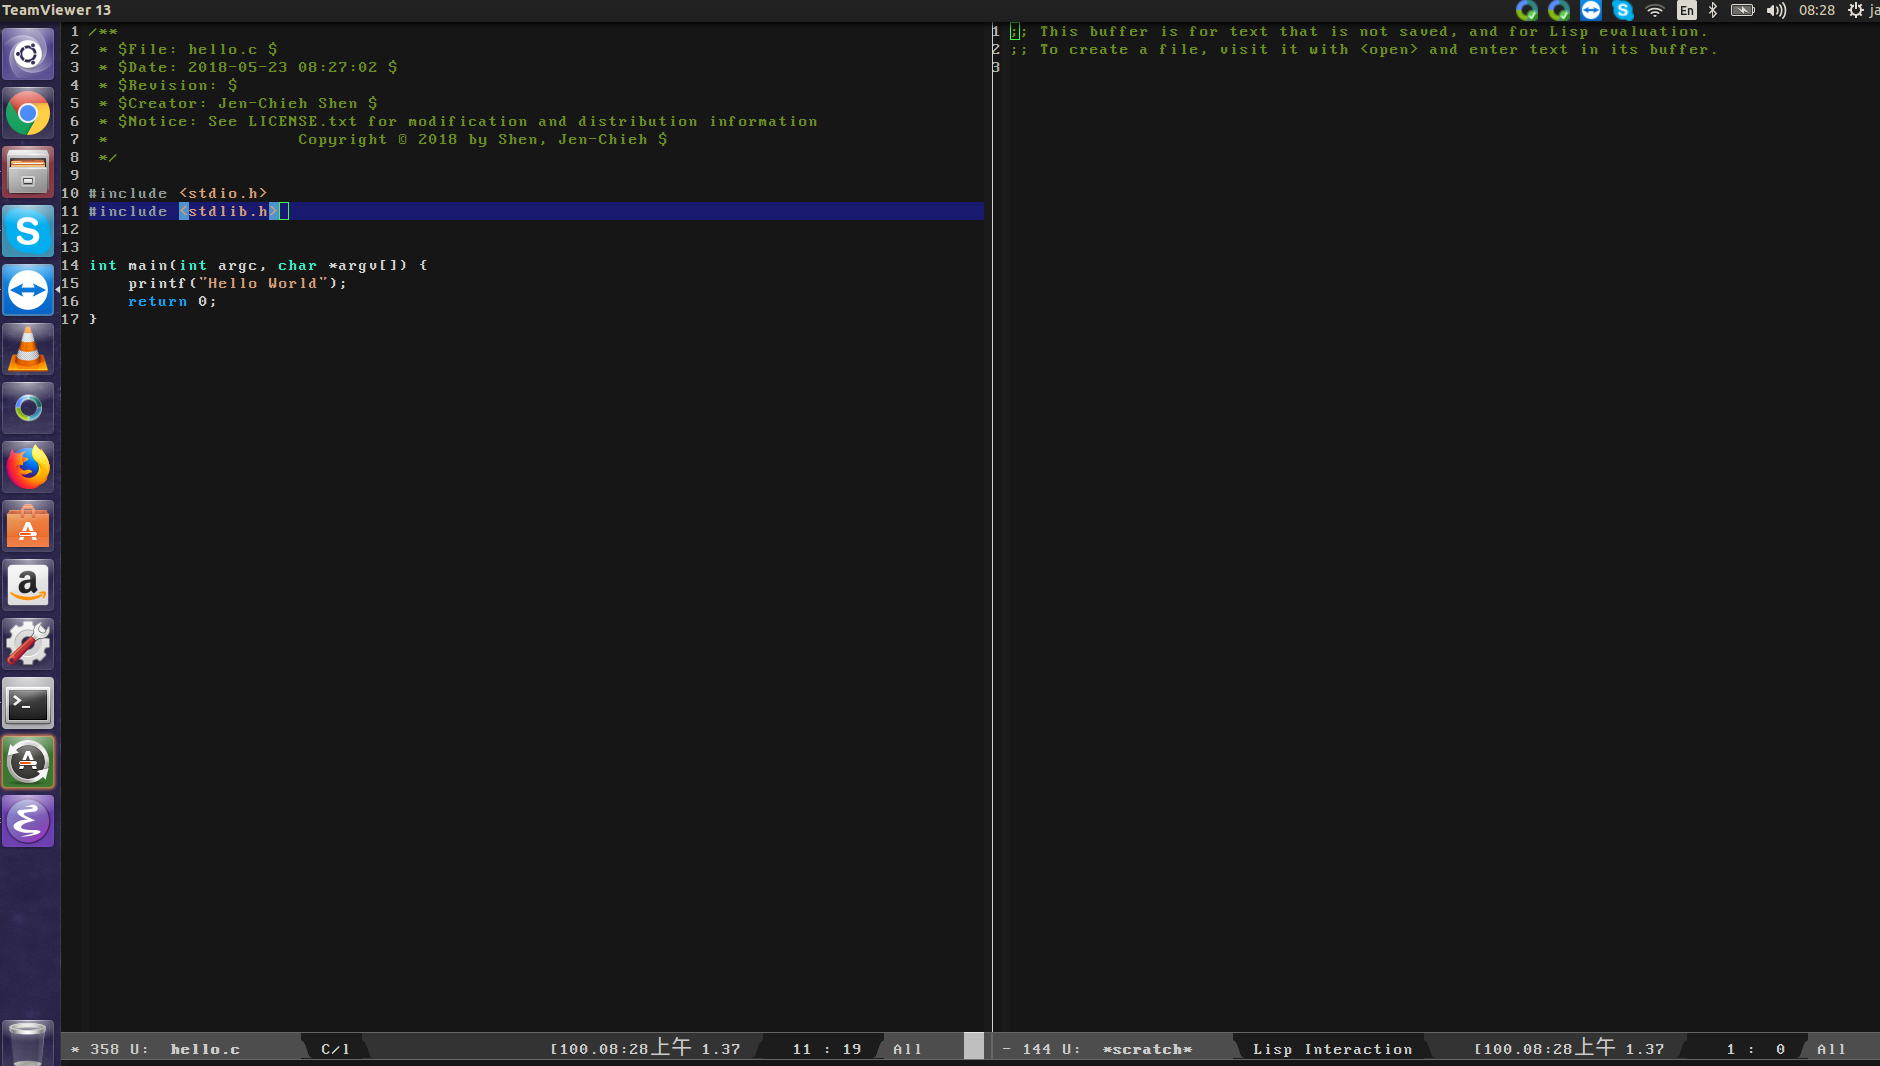 TeamViewer 13
En
08:28
ja
1 /**
2  * $File: hello.c $
3  * $Date: 2018-05-23 08:27:02 $
4  * $Revision: $
5  * $Creator: Jen-Chieh Shen $
6  * $Notice: See LICENSE.txt for modification and distribution information
7  *                   Copyright © 2018 by Shen, Jen-Chieh $
8  */
9
10 #include <stdio.h>
11 #include <stdlib.h>
12
13
14 int main(int argc, char *argv[]) {
15     printf("Hello World");
16     return 0;
17 }
* 358 U:  hello.c  C/l  [100.08:28上午 1.37  11 : 19  All
1 ;; This buffer is for text that is not saved, and for Lisp evaluation.
2 ;; To create a file, visit it with <open> and enter text in its buffer.
3
- 144 U:  *scratch*  Lisp Interaction  [100.08:28上午 1.37  1 :  0  All